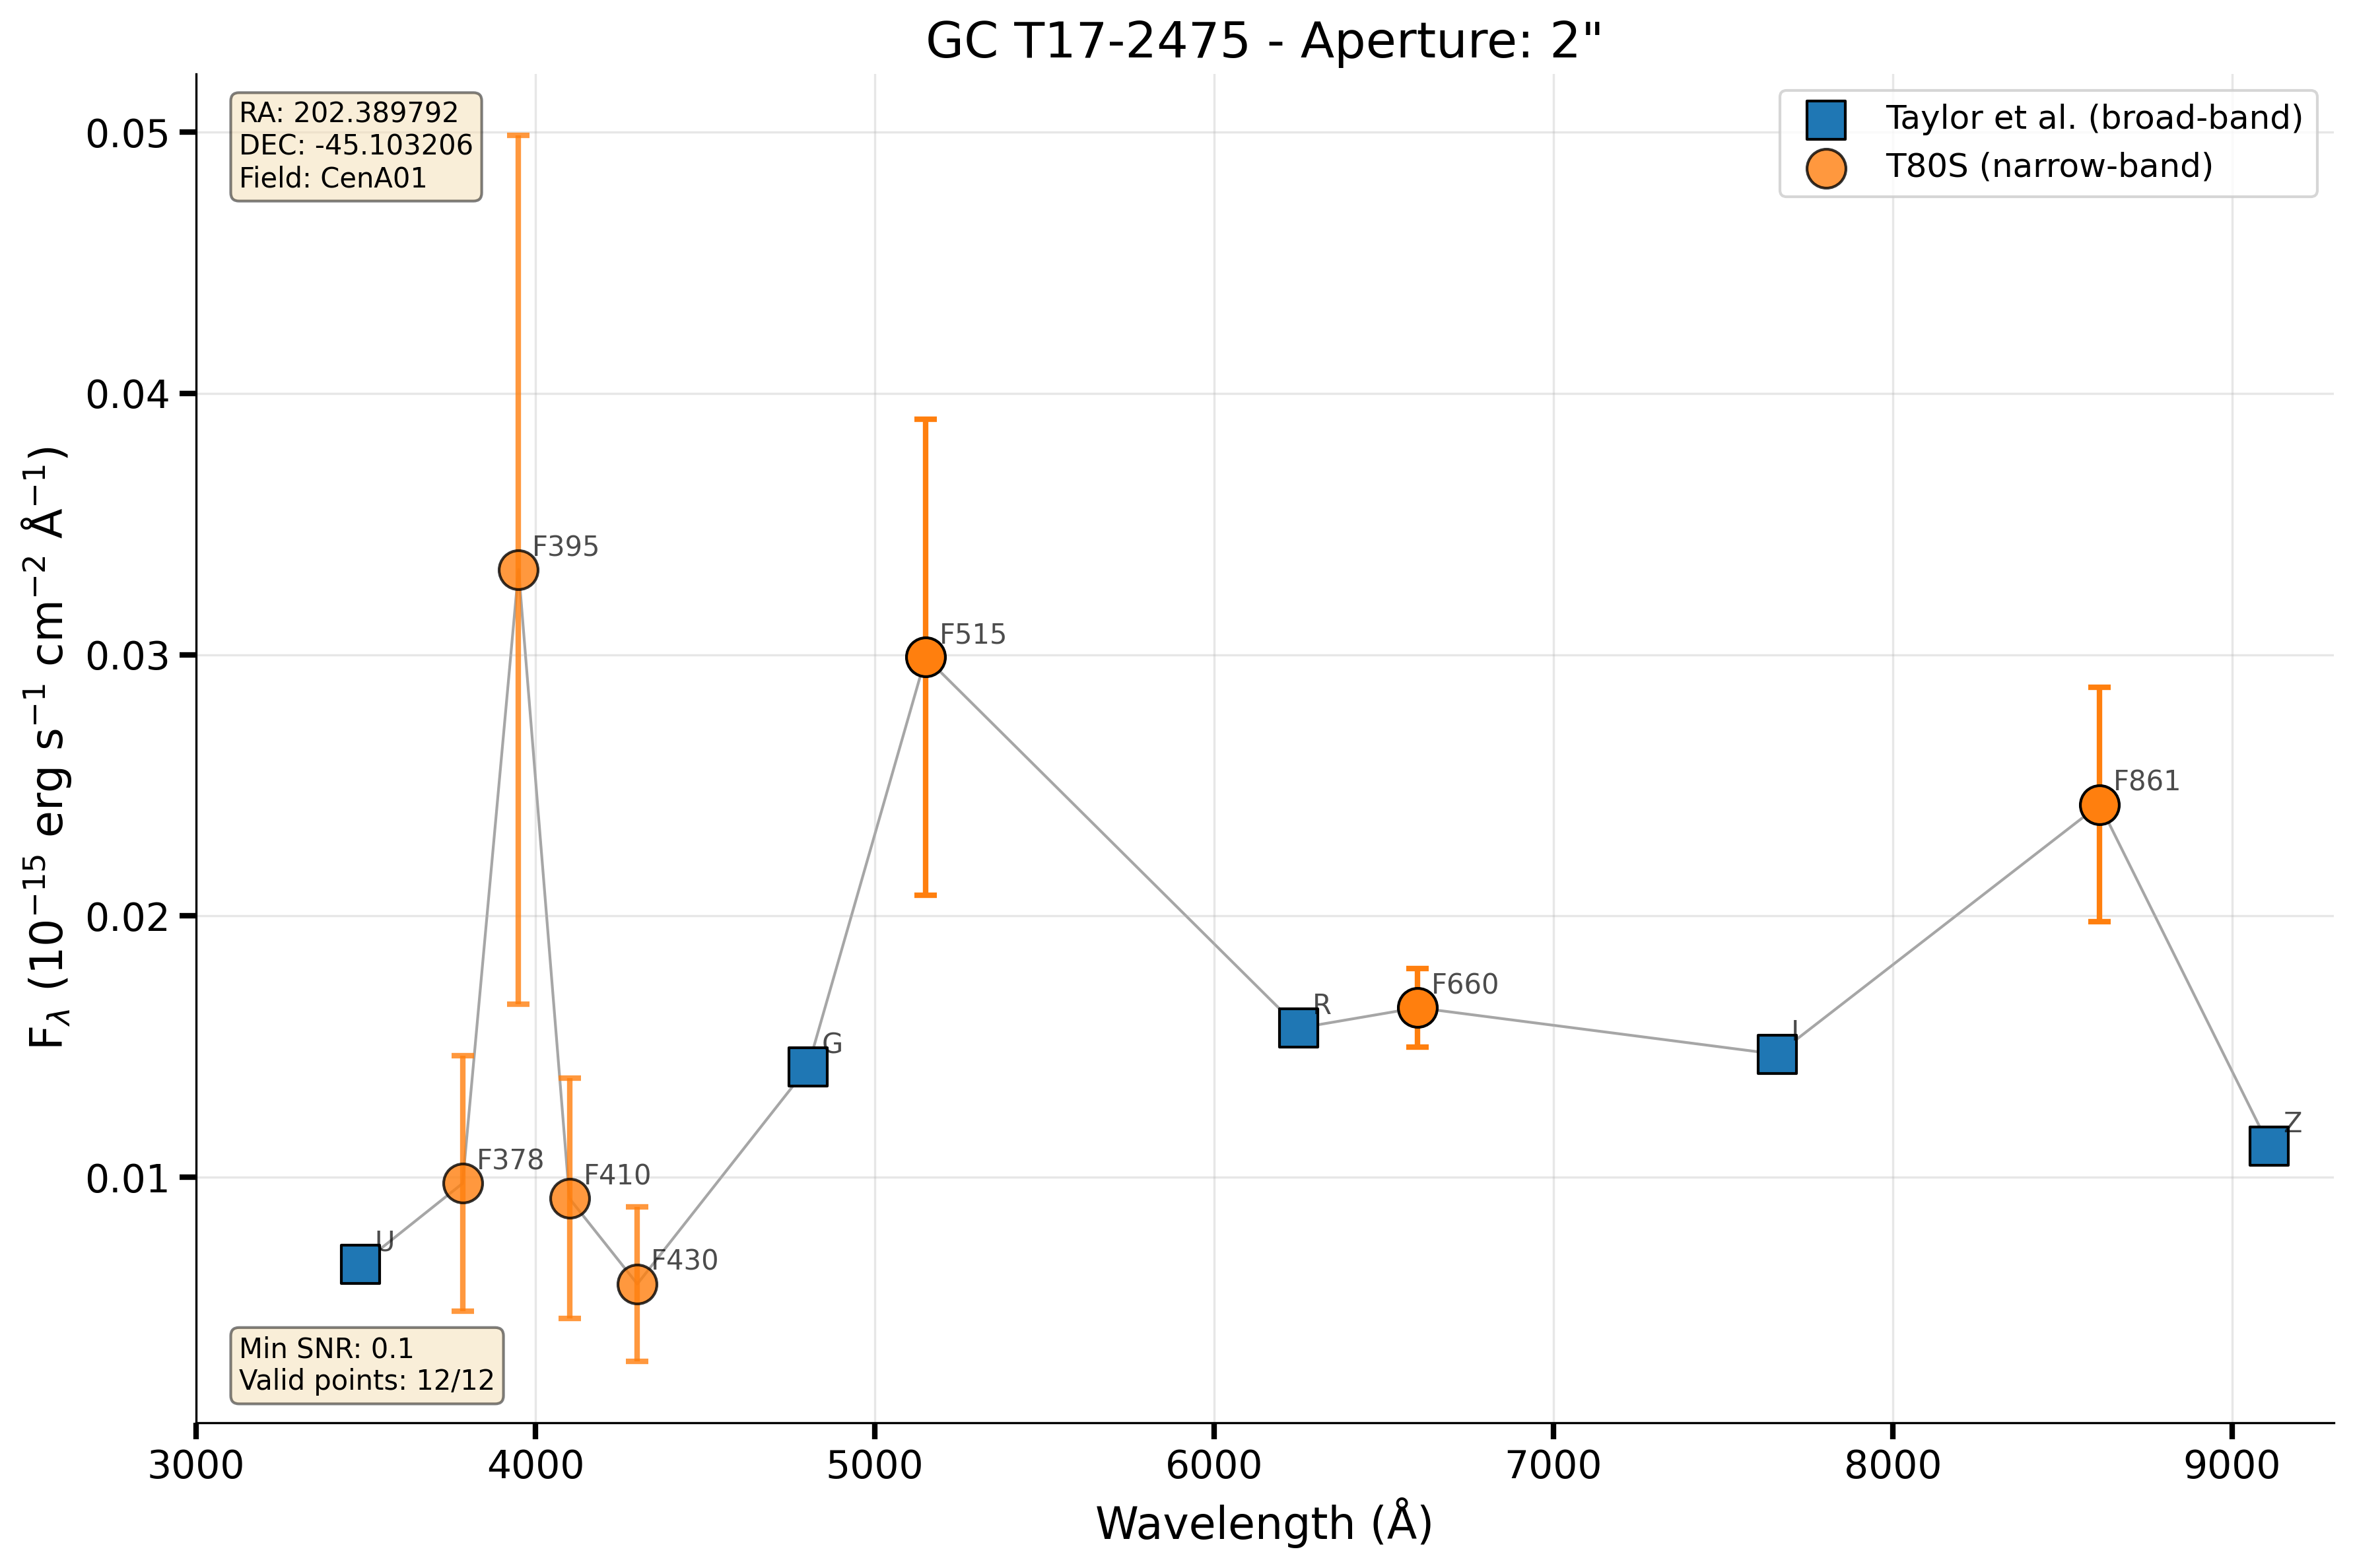 GC T17-2475 - Aperture: 2"
RA: 202.389792
DEC: -45.103206
Field: CenA01
Taylor et al. (broad-band)
T80S (narrow-band)
0.05
0.04
0.03
0.02
0.01
F395
F515
F861
F660
R
G
I
Z
F378
F410
U
F430
Min SNR: 0.1
Valid points: 12/12
3000 4000 5000 6000 7000 8000 9000
Wavelength (Å)
F_λ (10⁻¹⁵ erg s⁻¹ cm⁻² Å⁻¹)